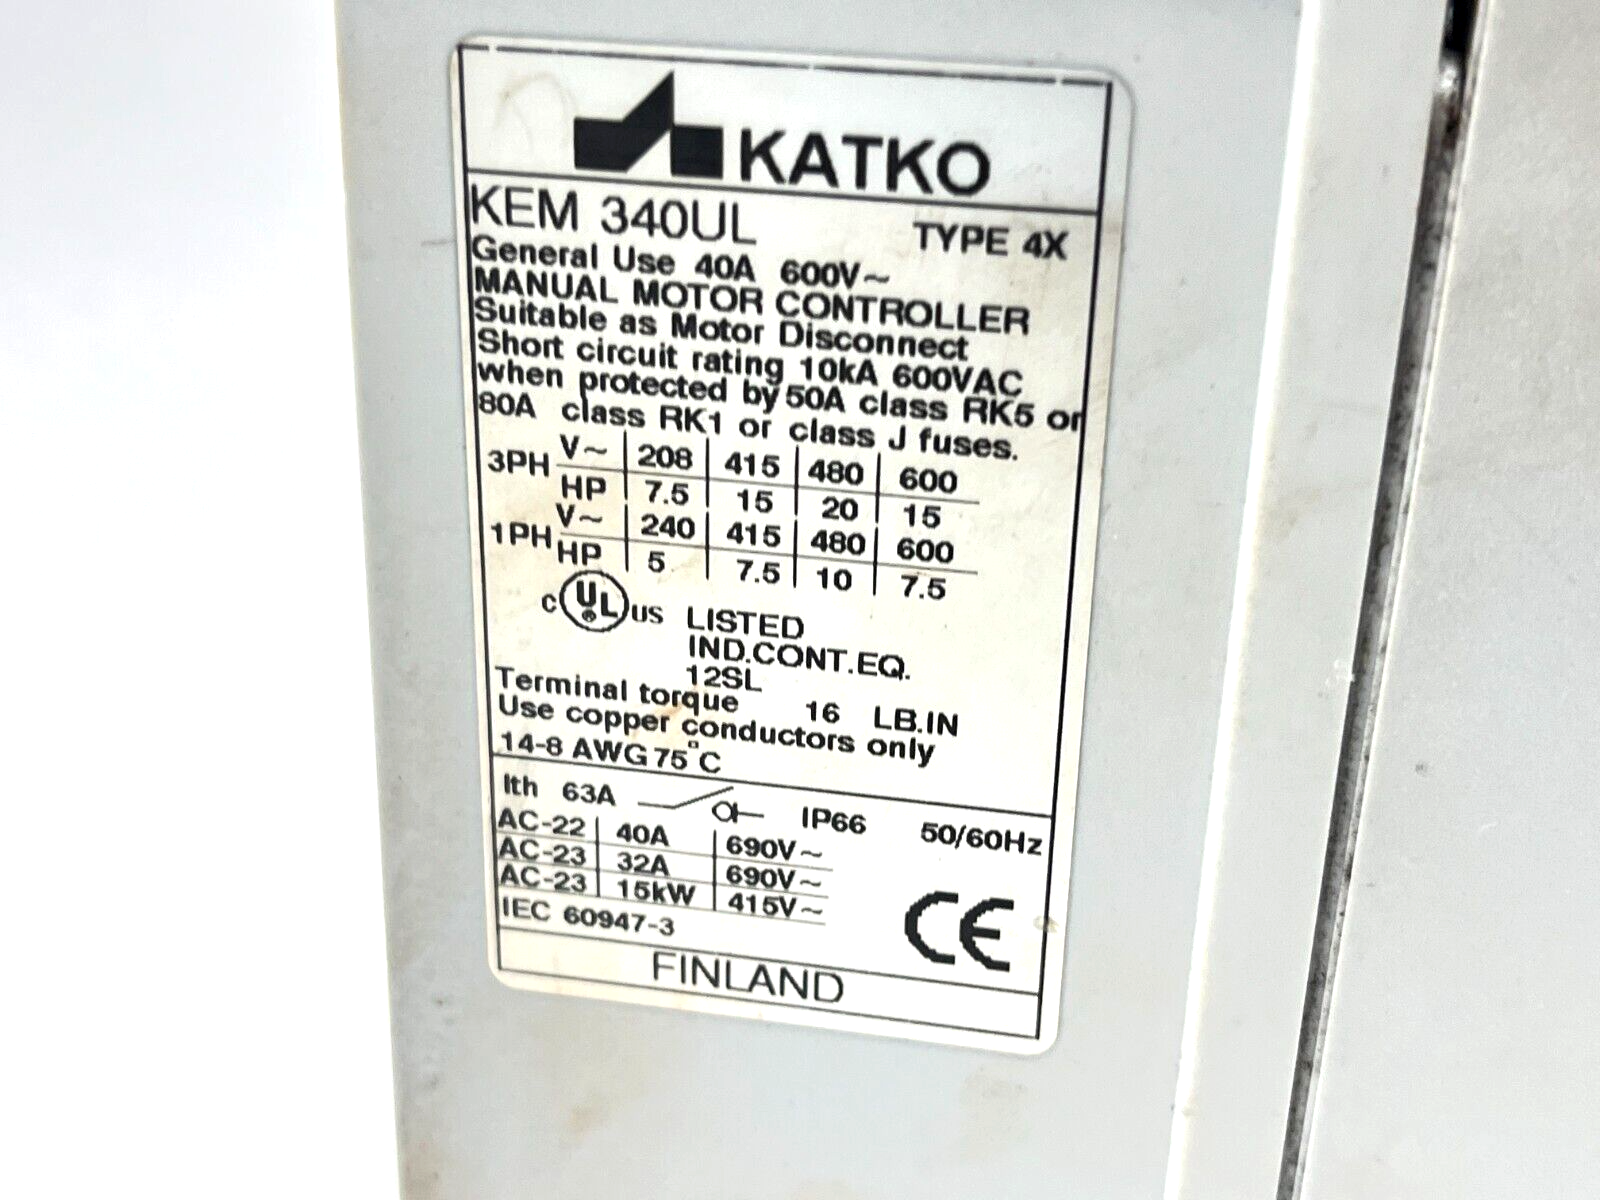 KATKO
KEM 340UL TYPE 4X
General Use 40A 600V~
MANUAL MOTOR CONTROLLER
Suitable as Motor Disconnect
Short circuit rating 10kA 600VAC
when protected by 50A class RK5 or
80A class RK1 or class J fuses.
3PH V~ 208 415 480 600
HP 7.5 15 20 15
1PH V~ 240 415 480 600
HP 5 7.5 10 7.5
C UL® US LISTED
IND.CONT.EQ.
12SL
Terminal torque 16 LB.IN
Use copper conductors only
14-8 AWG 75°C
Ith 63A IP66 50/60Hz
AC-22 40A 690V~
AC-23 32A 690V~
AC-23 15kW 415V~
IEC 60947-3
CE
FINLAND